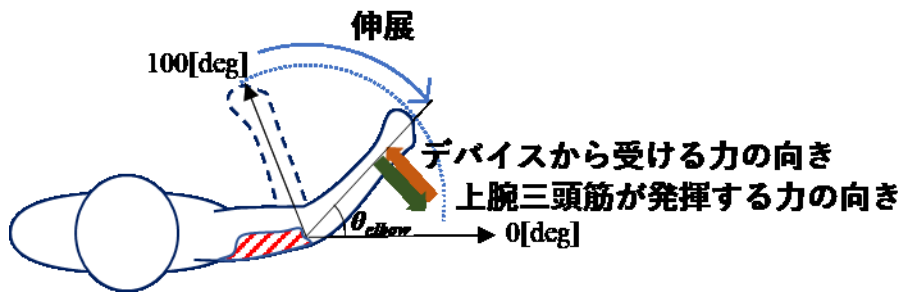 伸展
100[deg]
デバイスから受ける力の向き
上腕三頭筋が発揮する力の向き
θelbow
0[deg]